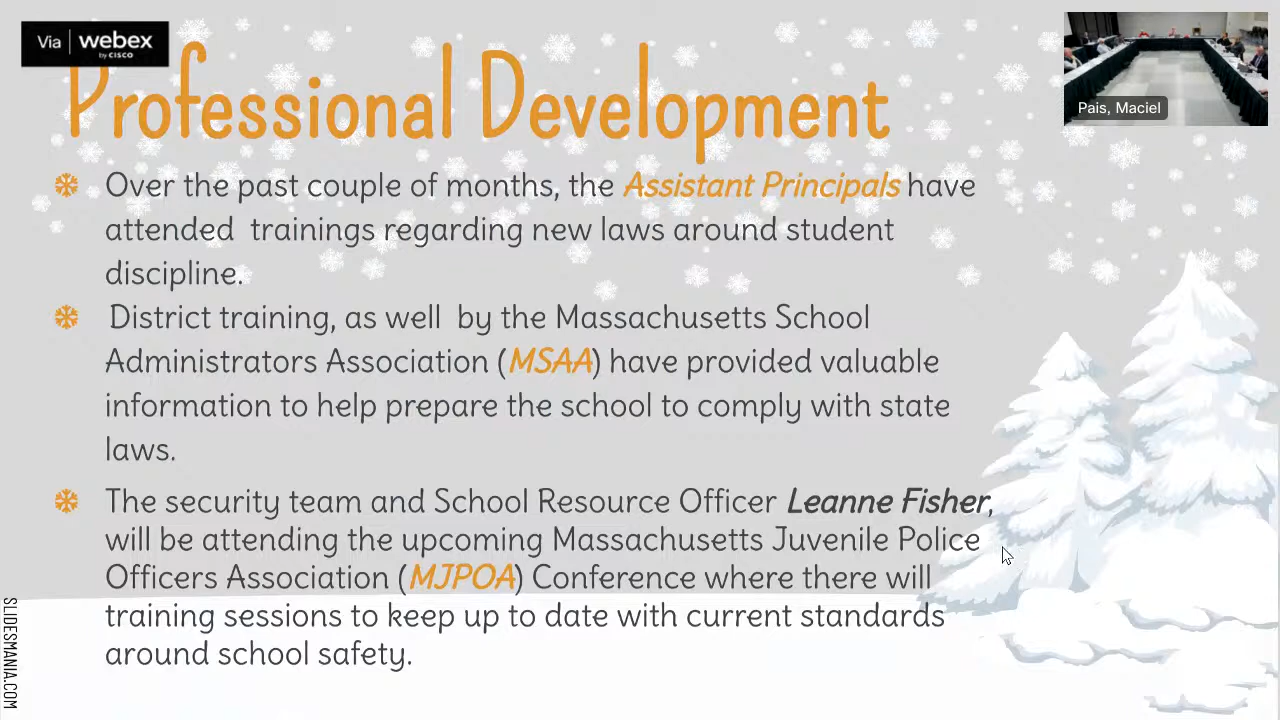 Via webex
by CISCO
Professional Development
Pais, Maciel
Over the past couple of months, the Assistant Principals have
attended trainings regarding new laws around student
discipline.
District training, as well by the Massachusetts School
Administrators Association (MSAA) have provided valuable
information to help prepare the school to comply with state
laws.
The security team and School Resource Officer Leanne Fisher,
will be attending the upcoming Massachusetts Juvenile Police
Officers Association (MJPOA) Conference where there will
training sessions to keep up to date with current standards
around school safety.
SLIDESMANIA.COM